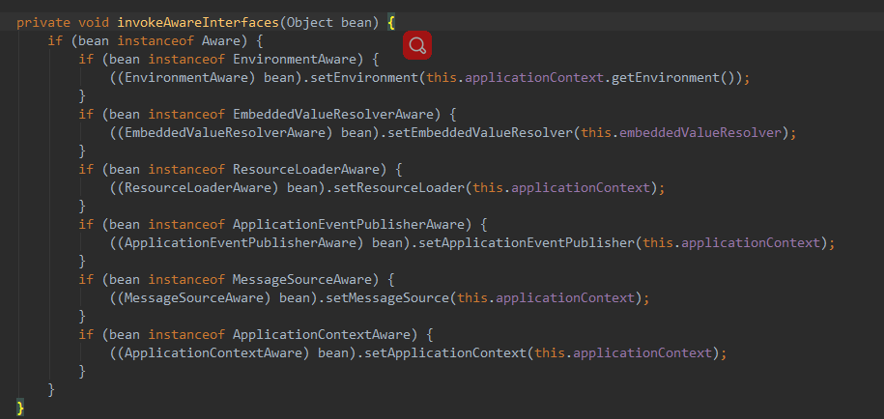 private void invokeAwareInterfaces(Object bean) {
    if (bean instanceof Aware) {
        if (bean instanceof EnvironmentAware) {
            ((EnvironmentAware) bean).setEnvironment(this.applicationContext.getEnvironment());
        }
        if (bean instanceof EmbeddedValueResolverAware) {
            ((EmbeddedValueResolverAware) bean).setEmbeddedValueResolver(this.embeddedValueResolver);
        }
        if (bean instanceof ResourceLoaderAware) {
            ((ResourceLoaderAware) bean).setResourceLoader(this.applicationContext);
        }
        if (bean instanceof ApplicationEventPublisherAware) {
            ((ApplicationEventPublisherAware) bean).setApplicationEventPublisher(this.applicationContext);
        }
        if (bean instanceof MessageSourceAware) {
            ((MessageSourceAware) bean).setMessageSource(this.applicationContext);
        }
        if (bean instanceof ApplicationContextAware) {
            ((ApplicationContextAware) bean).setApplicationContext(this.applicationContext);
        }
    }
}